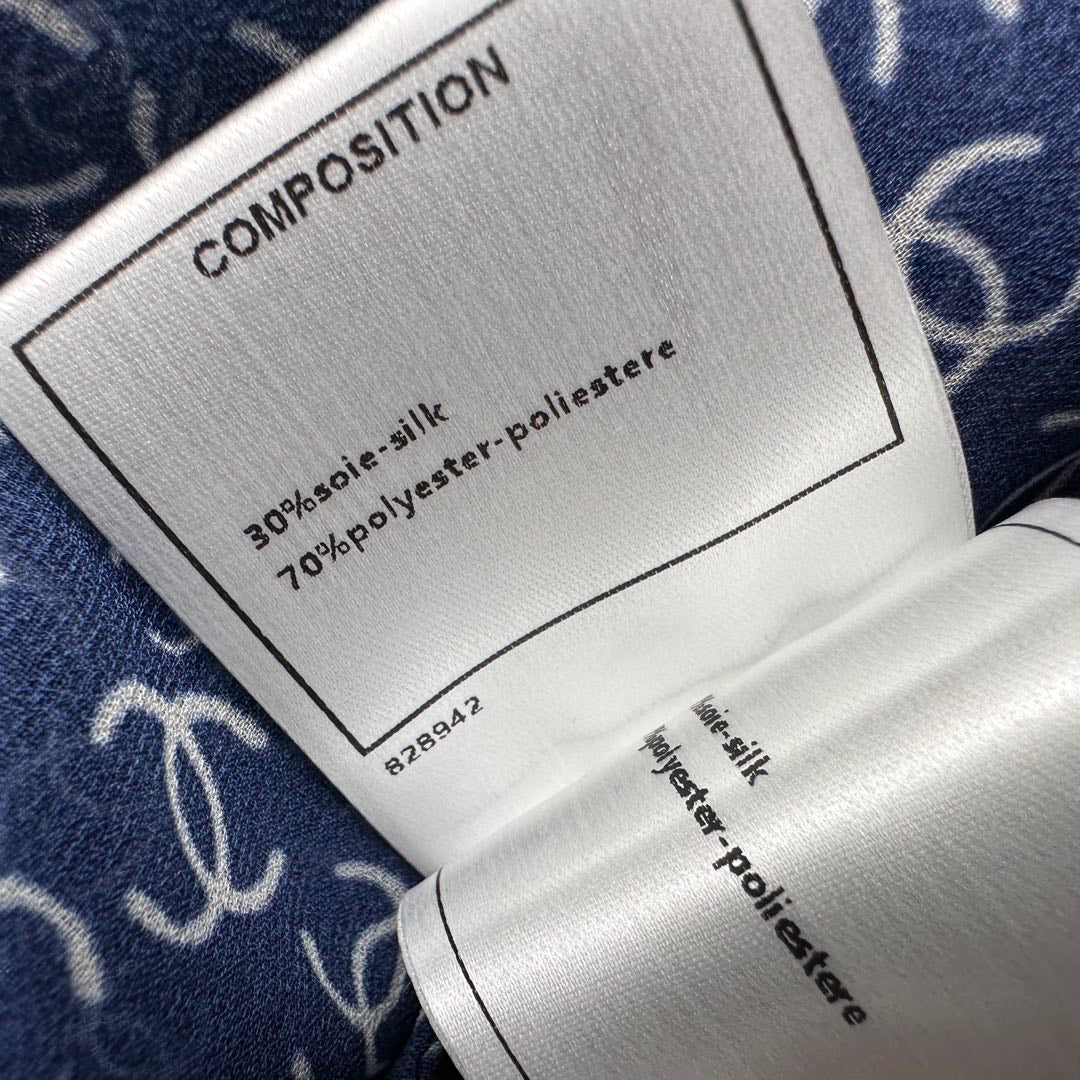 COMPOSITION
30%soie-silk
70%polyester-poliestere
828942
%soie-silk
%polyester-poliestere